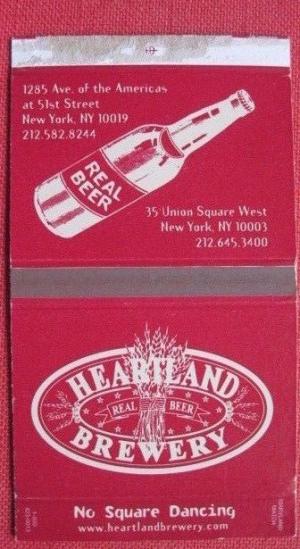 1285 Ave. of the Americas
at 51st Street
New York, NY 10019
212.582.8244
REAL
BEER
35 Union Square West
New York, NY 10003
212.645.3400
HEARTLAND
REAL BEER
BREWERY
No Square Dancing
www.heartlandbrewery.com